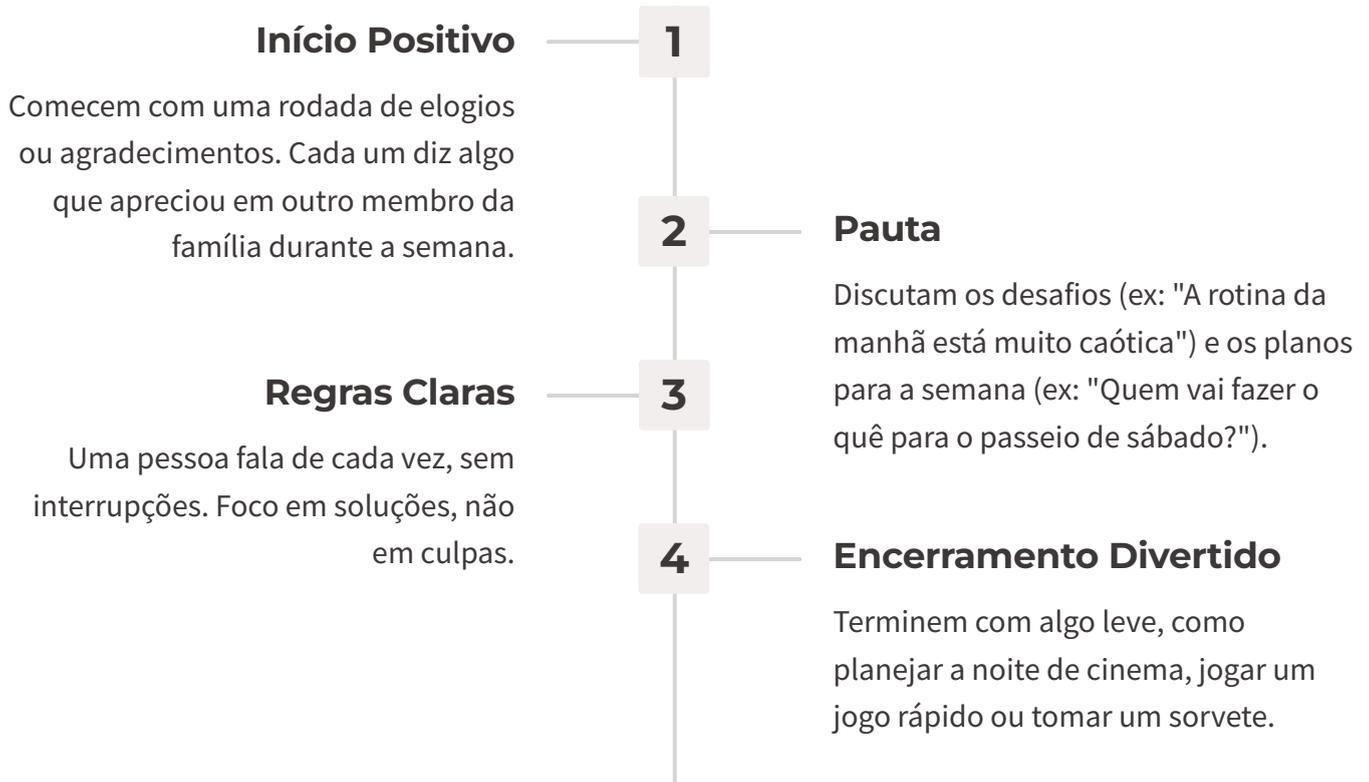 Início Positivo
1
Comecem com uma rodada de elogios
ou agradecimentos. Cada um diz algo
que apreciou em outro membro da
família durante a semana.
2
Pauta
Discutam os desafios (ex: "A rotina da
manhã está muito caótica") e os planos
para a semana (ex: "Quem vai fazer o
quê para o passeio de sábado?").
Regras Claras
3
Uma pessoa fala de cada vez, sem
interrupções. Foco em soluções, não
em culpas.
4
Encerramento Divertido
Terminem com algo leve, como
planejar a noite de cinema, jogar um
jogo rápido ou tomar um sorvete.